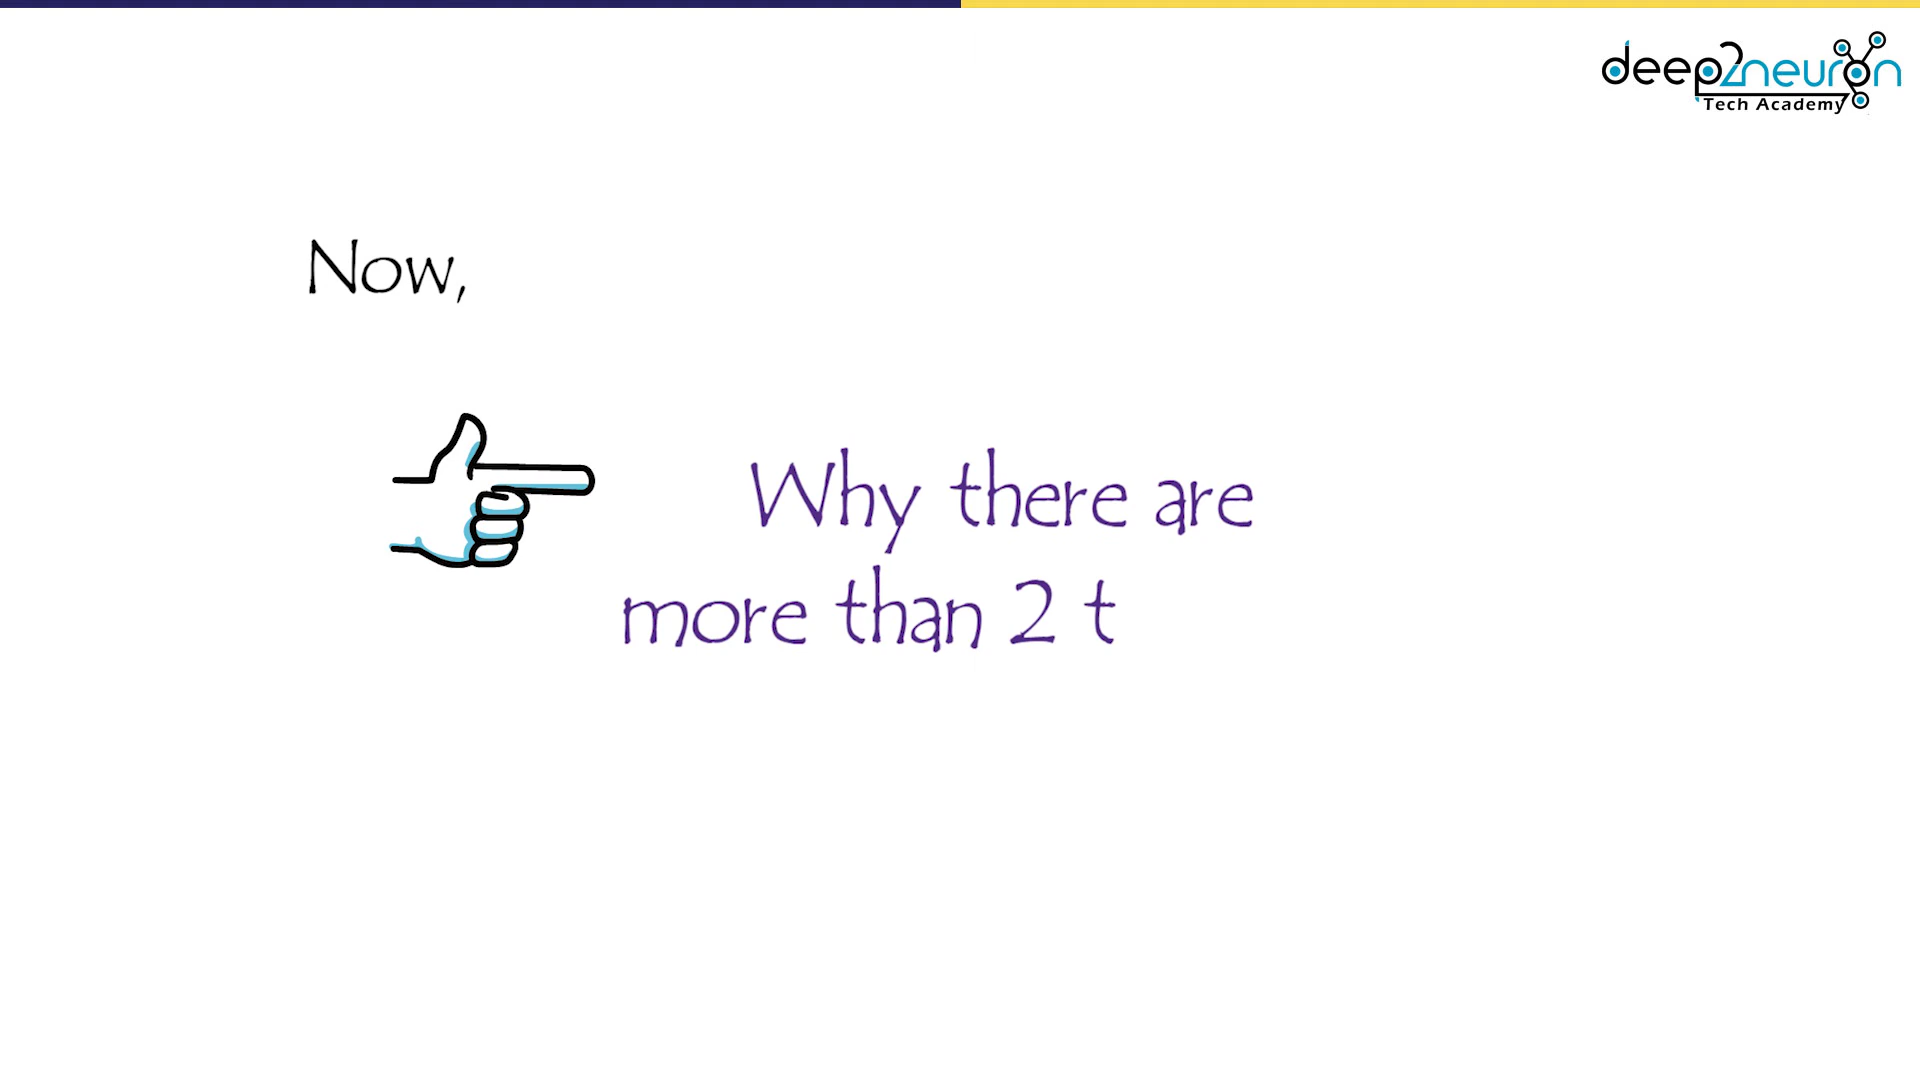 deep2neuron
Tech Academy
Now,
Why there are
more than 2 t